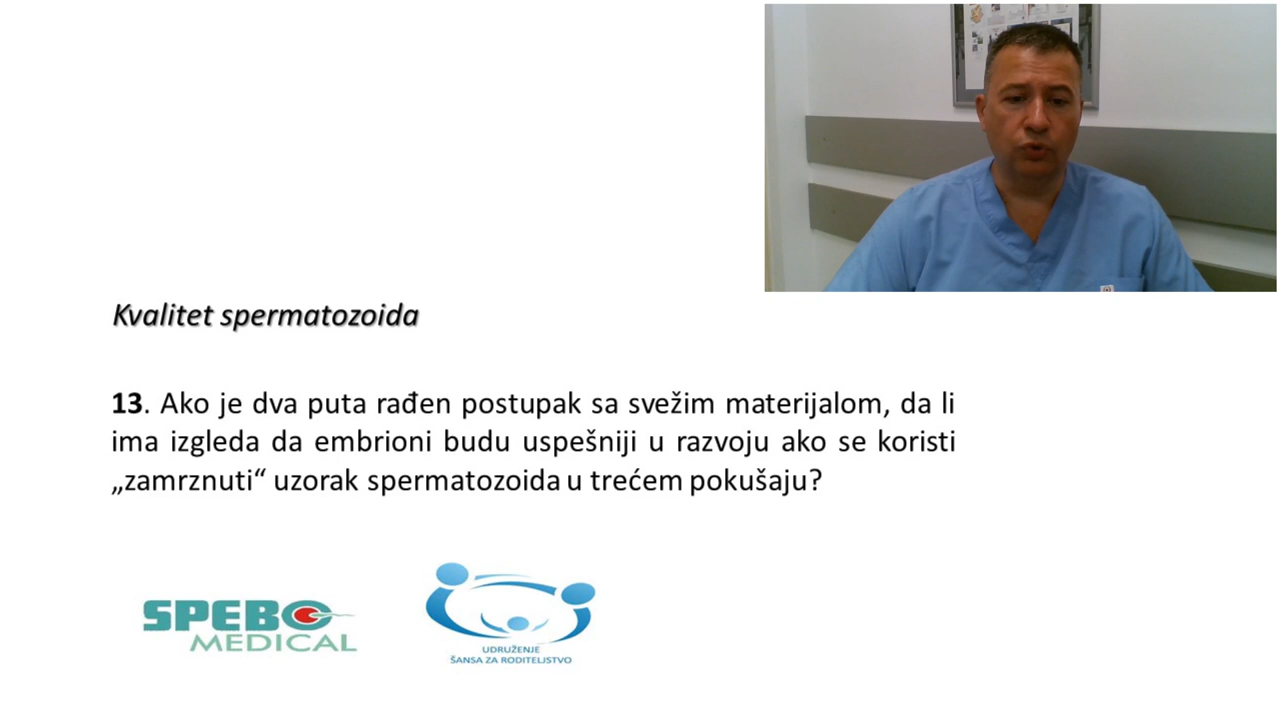 Kvalitet spermatozoida
13. Ako je dva puta rađen postupak sa svežim materijalom, da li
ima izgleda da embrioni budu uspešniji u razvoju ako se koristi
„zamrznuti“ uzorak spermatozoida u trećem pokušaju?
SPEBO
MEDICAL
UDRUŽENJE
ŠANSA ZA RODITELJSTVO